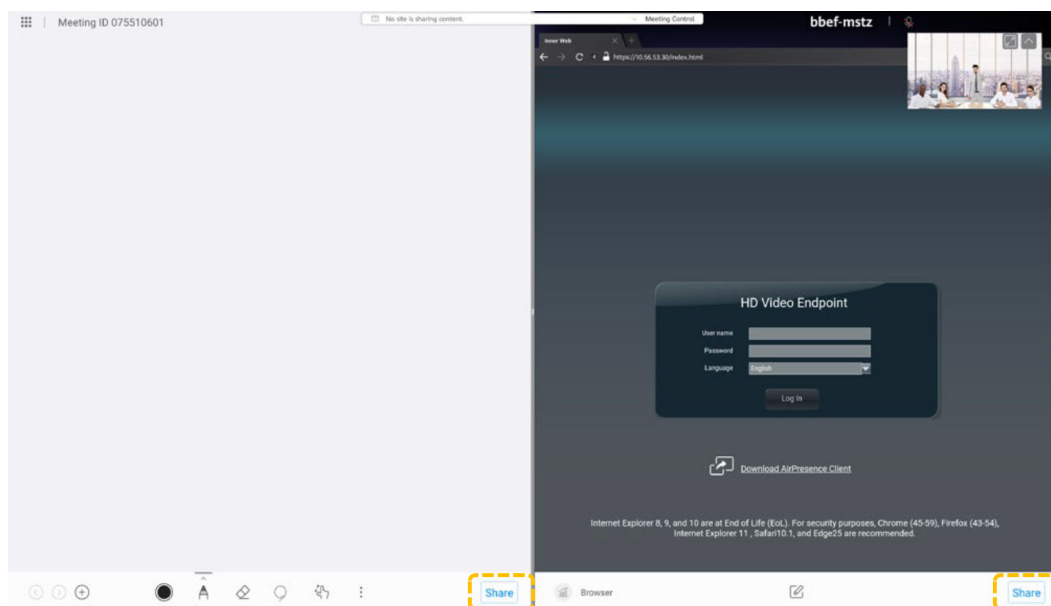 Meeting ID 075510601
No site is sharing content.
Meeting Control
bbef-mstz
Inner Web
https://10.56.53.30/index.html
HD Video Endpoint
User name
Password
Language
English
Log In
Download AirPresence Client
Internet Explorer 8, 9, and 10 are at End of Life (EoL). For security purposes, Chrome (45-59), Firefox (43-54),
Internet Explorer 11 , Safari10.1, and Edge25 are recommended.
Share
Browser
Share